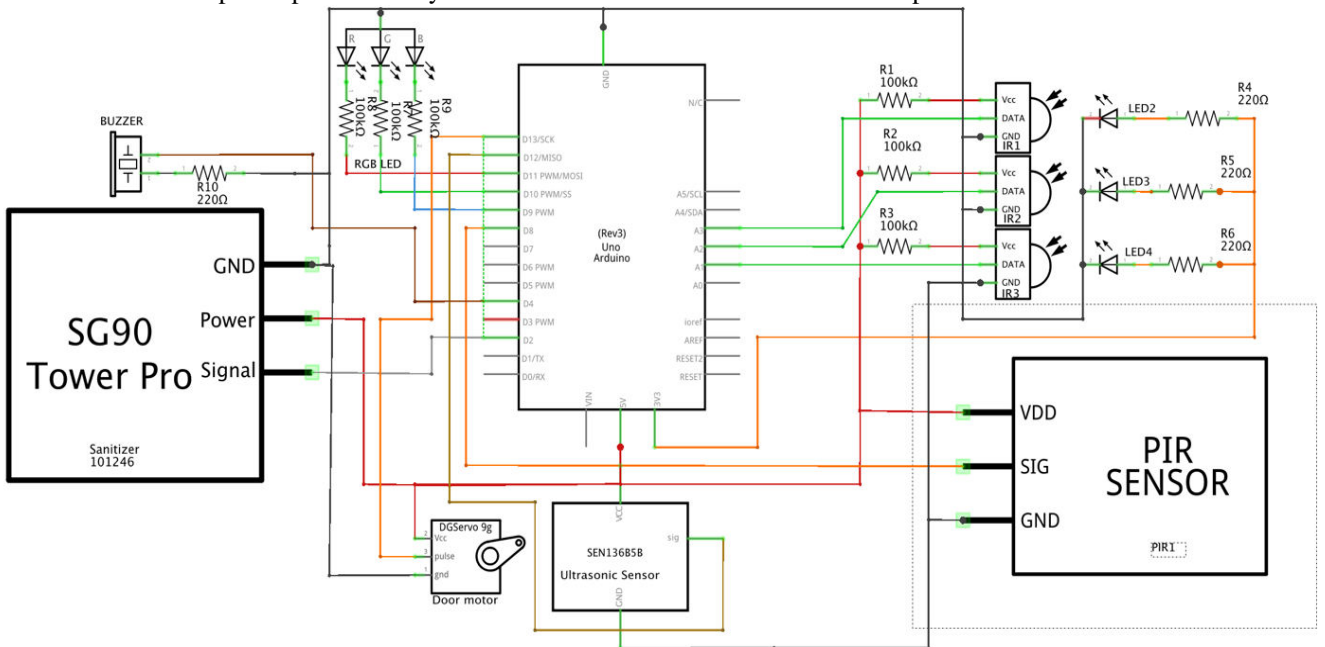 R G B
R8
100kΩ
R7
100kΩ
R9
100kΩ
RGB LED
BUZZER
R10
220Ω
GND
Power
Signal
SG90
Tower Pro
Sanitizer
101246
GND
N/C
D13/SCK
D12/MISO
D11 PWM/MOSI
D10 PWM/SS
D9 PWM
D8
D7
D6 PWM
D5 PWM
D4
D3 PWM
D2
D1/TX
D0/RX
(Rev3)
Uno
Arduino
A5/SCL
A4/SDA
A3
A2
A1
A0
ioref
AREF
RESET2
RESET
VIN
5V
3V3
R1
100kΩ
R2
100kΩ
R3
100kΩ
Vcc
DATA
GND
IR1
Vcc
DATA
GND
IR2
Vcc
DATA
GND
IR3
LED2
LED3
LED4
R4
220Ω
R5
220Ω
R6
220Ω
VDD
SIG
GND
PIR
SENSOR
PIR1
DGServo 9g
2 Vcc
3 pulse
1 gnd
Door motor
VCC
sig
SEN136B5B
Ultrasonic Sensor
GND